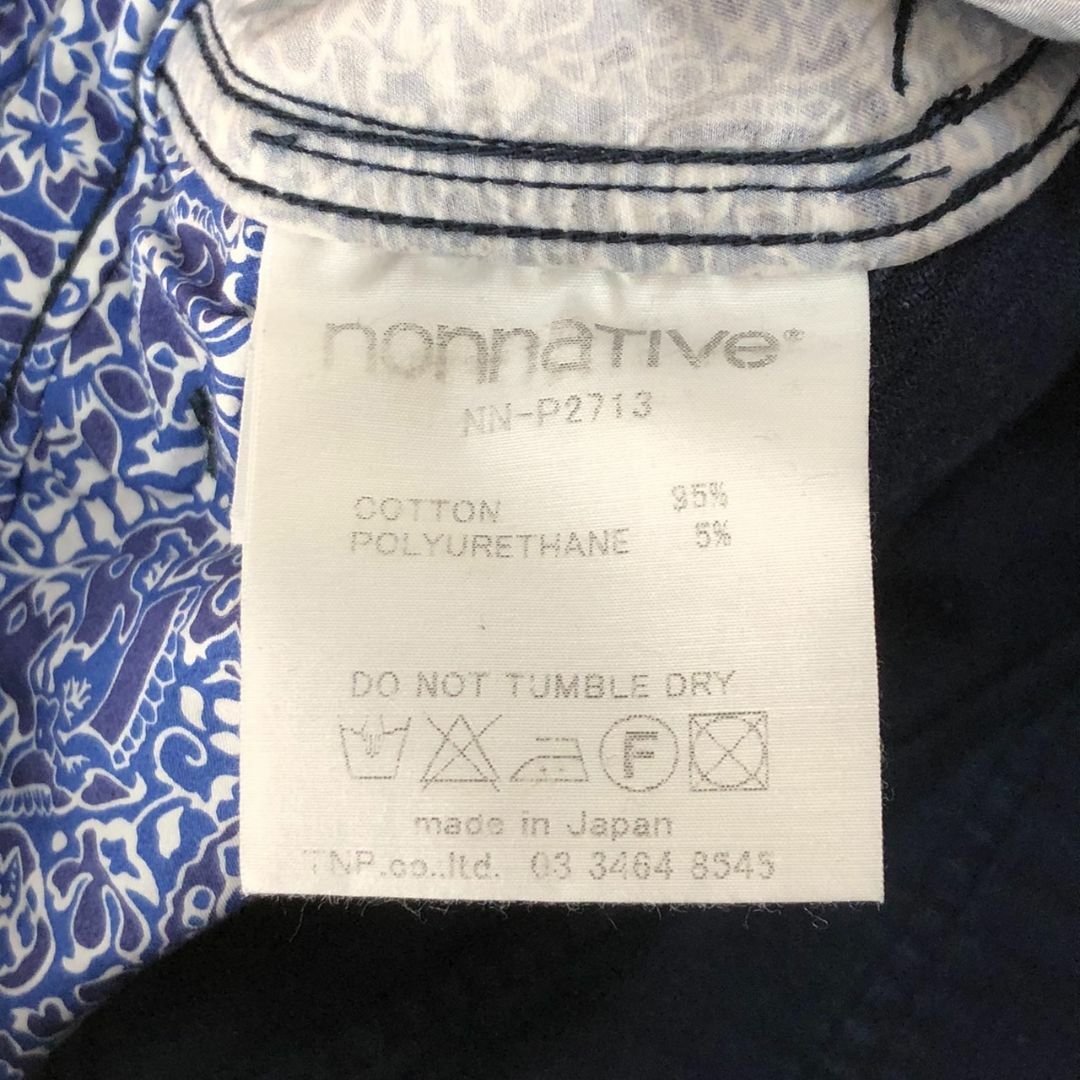 nonnative®
NN-P2713
COTTON 95%
POLYURETHANE 5%
DO NOT TUMBLE DRY
F
made in Japan
TNP.co.,ltd. 03 3464 8545